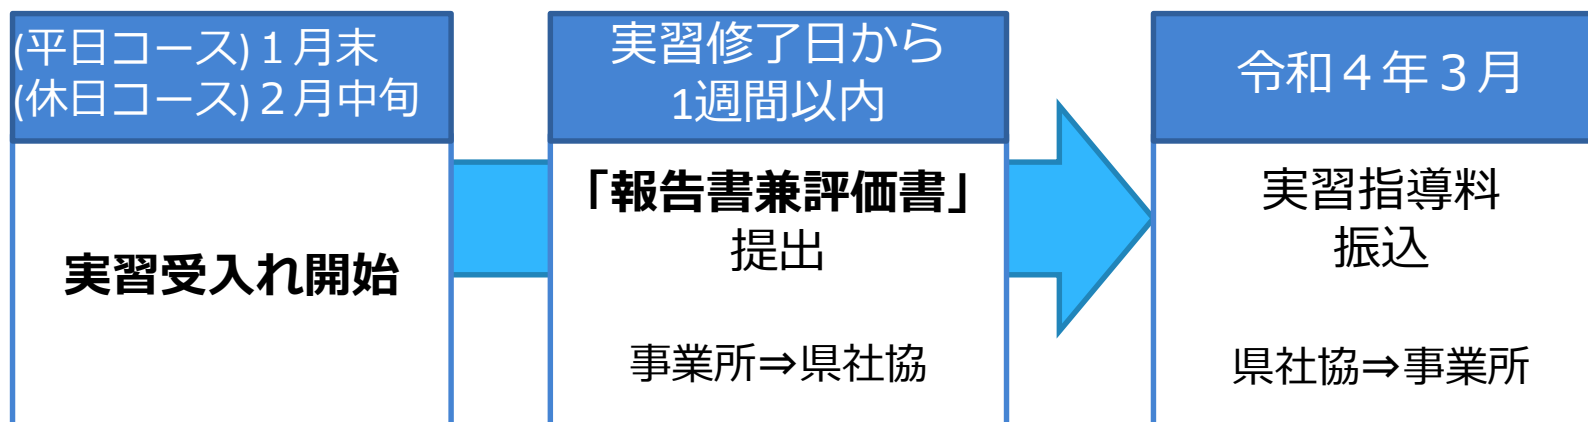 (平日コース)１月末
(休日コース)２月中旬
実習受入れ開始
実習修了日から
1週間以内
「報告書兼評価書」
提出
事業所⇒県社協
令和４年３月
実習指導料
振込
県社協⇒事業所